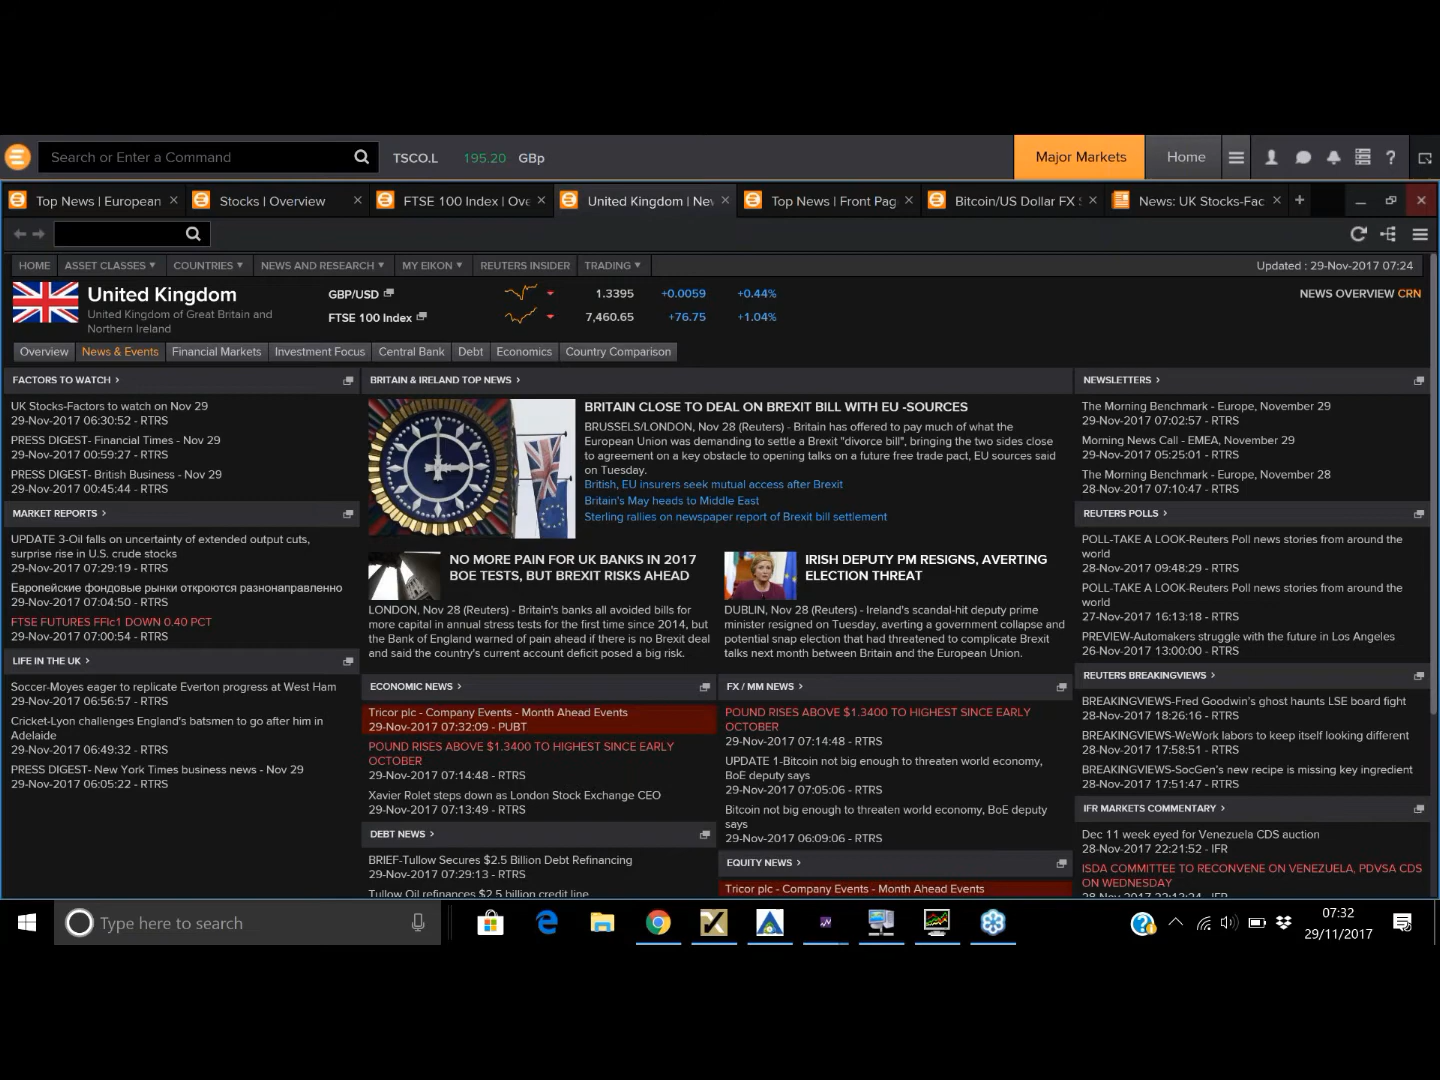 Search or Enter a Command
TSCO.L 195.20 GBp
Major Markets
Home
?
Top News | European
Stocks | Overview
FTSE 100 Index | Ove
United Kingdom | Nev
Top News | Front Pag
Bitcoin/US Dollar FX
News: UK Stocks-Fac
HOME
ASSET CLASSES
COUNTRIES
NEWS AND RESEARCH
MY EIKON
REUTERS INSIDER
TRADING
Updated : 29-Nov-2017 07:24
United Kingdom
United Kingdom of Great Britain and
Northern Ireland
GBP/USD 1.3395 +0.0059 +0.44%
FTSE 100 Index 7,460.65 +76.75 +1.04%
NEWS OVERVIEW CRN
Overview
News & Events
Financial Markets
Investment Focus
Central Bank
Debt
Economics
Country Comparison
FACTORS TO WATCH >
UK Stocks-Factors to watch on Nov 29
29-Nov-2017 06:30:52 - RTRS
PRESS DIGEST- Financial Times - Nov 29
29-Nov-2017 00:59:27 - RTRS
PRESS DIGEST- British Business - Nov 29
29-Nov-2017 00:45:44 - RTRS
MARKET REPORTS >
UPDATE 3-Oil falls on uncertainty of extended output cuts,
surprise rise in U.S. crude stocks
29-Nov-2017 07:29:19 - RTRS
Европейские фондовые рынки откроются разнонаправленно
29-Nov-2017 07:04:50 - RTRS
FTSE FUTURES FFIc1 DOWN 0.40 PCT
29-Nov-2017 07:00:54 - RTRS
LIFE IN THE UK >
Soccer-Moyes eager to replicate Everton progress at West Ham
29-Nov-2017 06:56:57 - RTRS
Cricket-Lyon challenges England's batsmen to go after him in
Adelaide
29-Nov-2017 06:49:32 - RTRS
PRESS DIGEST- New York Times business news - Nov 29
29-Nov-2017 06:05:22 - RTRS
BRITAIN & IRELAND TOP NEWS >
BRITAIN CLOSE TO DEAL ON BREXIT BILL WITH EU -SOURCES
BRUSSELS/LONDON, Nov 28 (Reuters) - Britain has offered to pay much of what the
European Union was demanding to settle a Brexit "divorce bill", bringing the two sides close
to agreement on a key obstacle to opening talks on a future free trade pact, EU sources said
on Tuesday.
British, EU insurers seek mutual access after Brexit
Britain's May heads to Middle East
Sterling rallies on newspaper report of Brexit bill settlement
NO MORE PAIN FOR UK BANKS IN 2017
BOE TESTS, BUT BREXIT RISKS AHEAD
LONDON, Nov 28 (Reuters) - Britain's banks all avoided bills for
more capital in annual stress tests for the first time since 2014, but
the Bank of England warned of pain ahead if there is no Brexit deal
and said the country's current account deficit posed a big risk.
IRISH DEPUTY PM RESIGNS, AVERTING
ELECTION THREAT
DUBLIN, Nov 28 (Reuters) - Ireland's scandal-hit deputy prime
minister resigned on Tuesday, averting a government collapse and
potential snap election that had threatened to complicate Brexit
talks next month between Britain and the European Union.
ECONOMIC NEWS >
Tricor plc - Company Events - Month Ahead Events
29-Nov-2017 07:32:09 - PUBT
POUND RISES ABOVE $1.3400 TO HIGHEST SINCE EARLY
OCTOBER
29-Nov-2017 07:14:48 - RTRS
Xavier Rolet steps down as London Stock Exchange CEO
29-Nov-2017 07:13:49 - RTRS
DEBT NEWS >
BRIEF-Tullow Secures $2.5 Billion Debt Refinancing
29-Nov-2017 07:29:13 - RTRS
Tullow Oil refinances $2.5 billion credit line
FX / MM NEWS >
POUND RISES ABOVE $1.3400 TO HIGHEST SINCE EARLY
OCTOBER
29-Nov-2017 07:14:48 - RTRS
UPDATE 1-Bitcoin not big enough to threaten world economy,
BoE deputy says
29-Nov-2017 07:05:06 - RTRS
Bitcoin not big enough to threaten world economy, BoE deputy
says
29-Nov-2017 06:09:06 - RTRS
EQUITY NEWS >
Tricor plc - Company Events - Month Ahead Events
NEWSLETTERS >
The Morning Benchmark - Europe, November 29
29-Nov-2017 07:02:57 - RTRS
Morning News Call - EMEA, November 29
29-Nov-2017 05:25:01 - RTRS
The Morning Benchmark - Europe, November 28
28-Nov-2017 07:10:47 - RTRS
REUTERS POLLS >
POLL-TAKE A LOOK-Reuters Poll news stories from around the
world
28-Nov-2017 09:48:29 - RTRS
POLL-TAKE A LOOK-Reuters Poll news stories from around the
world
27-Nov-2017 16:13:18 - RTRS
PREVIEW-Automakers struggle with the future in Los Angeles
26-Nov-2017 13:00:00 - RTRS
REUTERS BREAKINGVIEWS >
BREAKINGVIEWS-Fred Goodwin's ghost haunts LSE board fight
28-Nov-2017 18:26:16 - RTRS
BREAKINGVIEWS-WeWork labors to keep itself looking different
28-Nov-2017 17:58:51 - RTRS
BREAKINGVIEWS-SocGen's new recipe is missing key ingredient
28-Nov-2017 17:51:47 - RTRS
IFR MARKETS COMMENTARY >
Dec 11 week eyed for Venezuela CDS auction
28-Nov-2017 22:21:52 - IFR
ISDA COMMITTEE TO RECONVENE ON VENEZUELA, PDVSA CDS
ON WEDNESDAY
28-Nov-2017 22:13:24 - IFR
Type here to search
07:32
29/11/2017